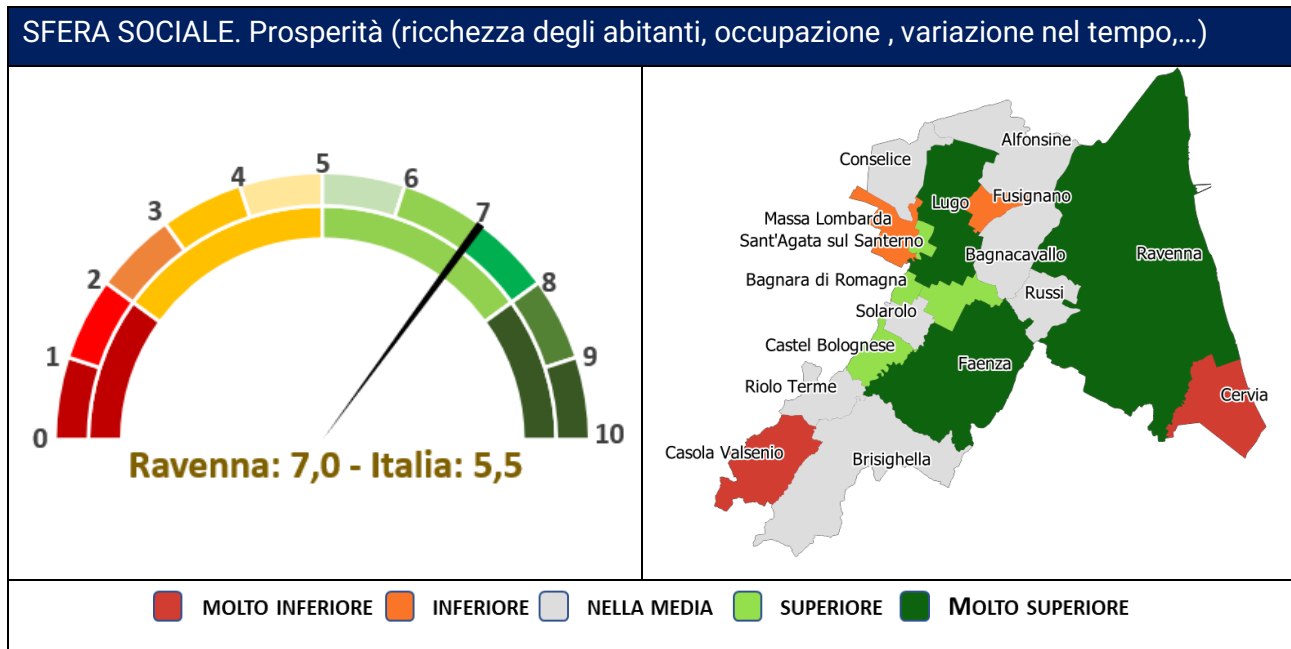 SFERA SOCIALE. Prosperità (ricchezza degli abitanti, occupazione , variazione nel tempo,...)
0
1
2
3
4
5
6
7
8
9
10
Ravenna: 7,0 - Italia: 5,5
Alfonsine
Conselice
Fusignano
Lugo
Massa Lombarda
Sant'Agata sul Santerno
Bagnacavallo
Ravenna
Bagnara di Romagna
Russi
Solarolo
Castel Bolognese
Faenza
Riolo Terme
Cervia
Casola Valsenio
Brisighella
MOLTO INFERIORE INFERIORE NELLA MEDIA SUPERIORE MOLTO SUPERIORE